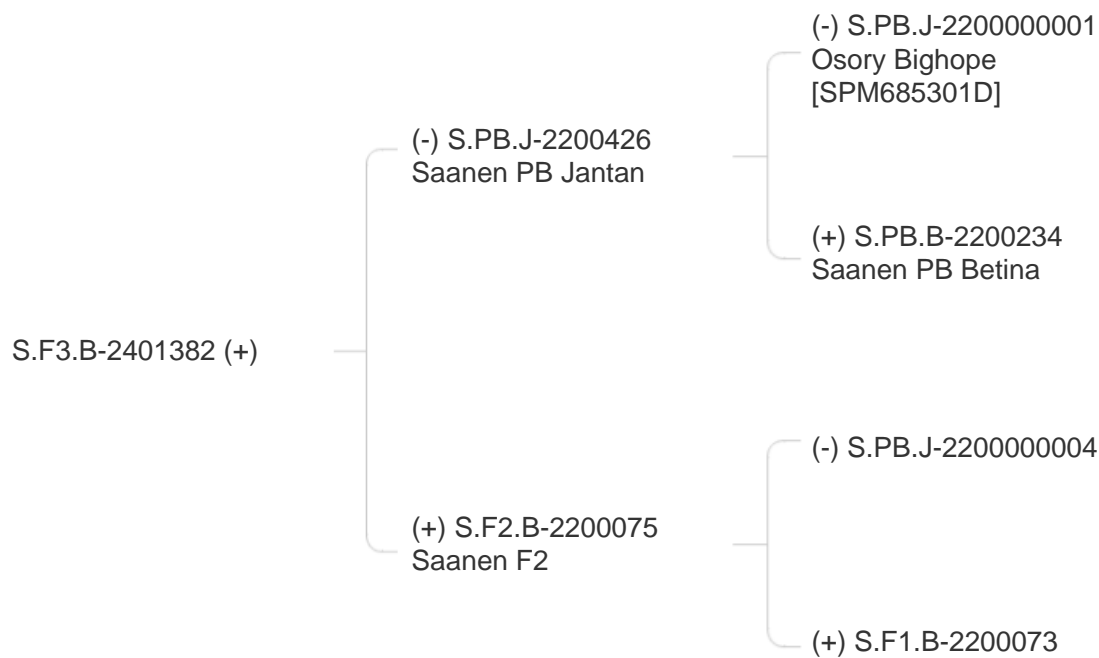 (-) S.PB.J-2200000001
Osory Bighope
[SPM685301D]
(-) S.PB.J-2200426
Saanen PB Jantan
(+) S.PB.B-2200234
Saanen PB Betina
S.F3.B-2401382 (+)
(-) S.PB.J-2200000004
(+) S.F2.B-2200075
Saanen F2
(+) S.F1.B-2200073